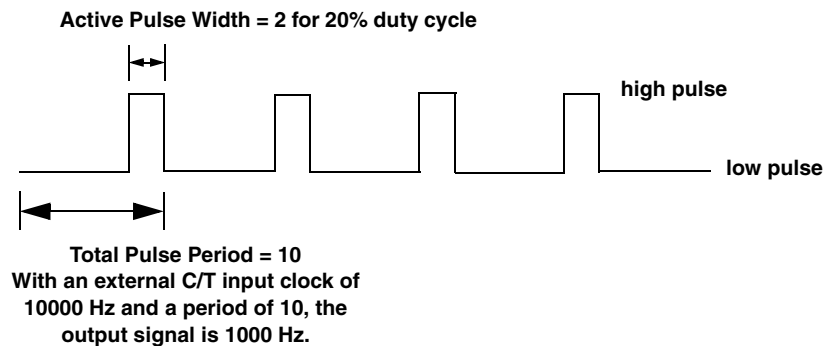 Active Pulse Width = 2 for 20% duty cycle
high pulse
low pulse
Total Pulse Period = 10
With an external C/T input clock of
10000 Hz and a period of 10, the
output signal is 1000 Hz.